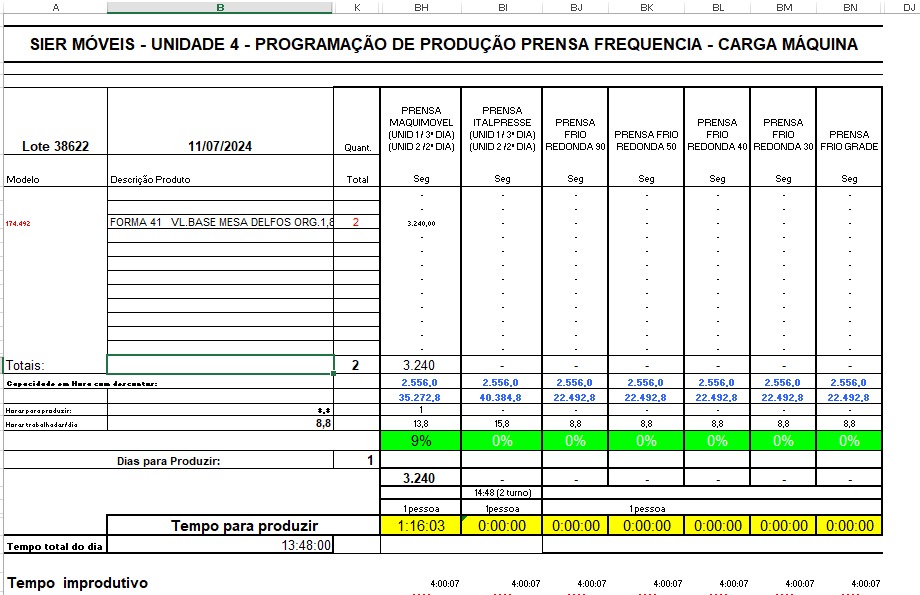 A B K BH BI BJ BK BL BM BN DJ
SIER MÓVEIS - UNIDADE 4 - PROGRAMAÇÃO DE PRODUÇÃO PRENSA FREQUENCIA - CARGA MÁQUINA
Lote 38622 11/07/2024 Quant. PRENSA MAQUIMOVEL (UNID 1/ 3ª DIA) (UNID 2 /2ª DIA) PRENSA ITALPRESSE (UNID 1/ 3ª DIA) (UNID 2 /2ª DIA) PRENSA FRIO REDONDA 90 PRENSA FRIO REDONDA 50 PRENSA FRIO REDONDA 40 PRENSA FRIO REDONDA 30 PRENSA FRIO GRADE
Modelo Descrição Produto Total Seg Seg Seg Seg Seg Seg Seg
- - - - - - -
- - - - - - -
174.492 FORMA 41 VL.BASE MESA DELFOS ORG.1,8 2 3.240,00 - - - - - -
- - - - - - -
- - - - - - -
- - - - - - -
- - - - - - -
- - - - - - -
- - - - - - -
- - - - - - -
- - - - - - -
- - - - - - -
Totais: 2 3.240 - - - - - -
Capacidade em Hora com descontar: 2.556,0 2.556,0 2.556,0 2.556,0 2.556,0 2.556,0 2.556,0
35.272,8 40.384,8 22.492,8 22.492,8 22.492,8 22.492,8 22.492,8
Horas para produzir: 8,8 1 - - - - - -
Horas trabalhadas/dia 8,8 13,8 15,8 8,8 8,8 8,8 8,8 8,8
9% 0% 0% 0% 0% 0% 0%
Dias para Produzir: 1
3.240 - - - - - -
14:48 (2 turno)
1pessoa 1pessoa 1pessoa
Tempo para produzir 1:16:03 0:00:00 0:00:00 0:00:00 0:00:00 0:00:00 0:00:00
Tempo total do dia 13:48:00
Tempo improdutivo 4:00:07 4:00:07 4:00:07 4:00:07 4:00:07 4:00:07 4:00:07